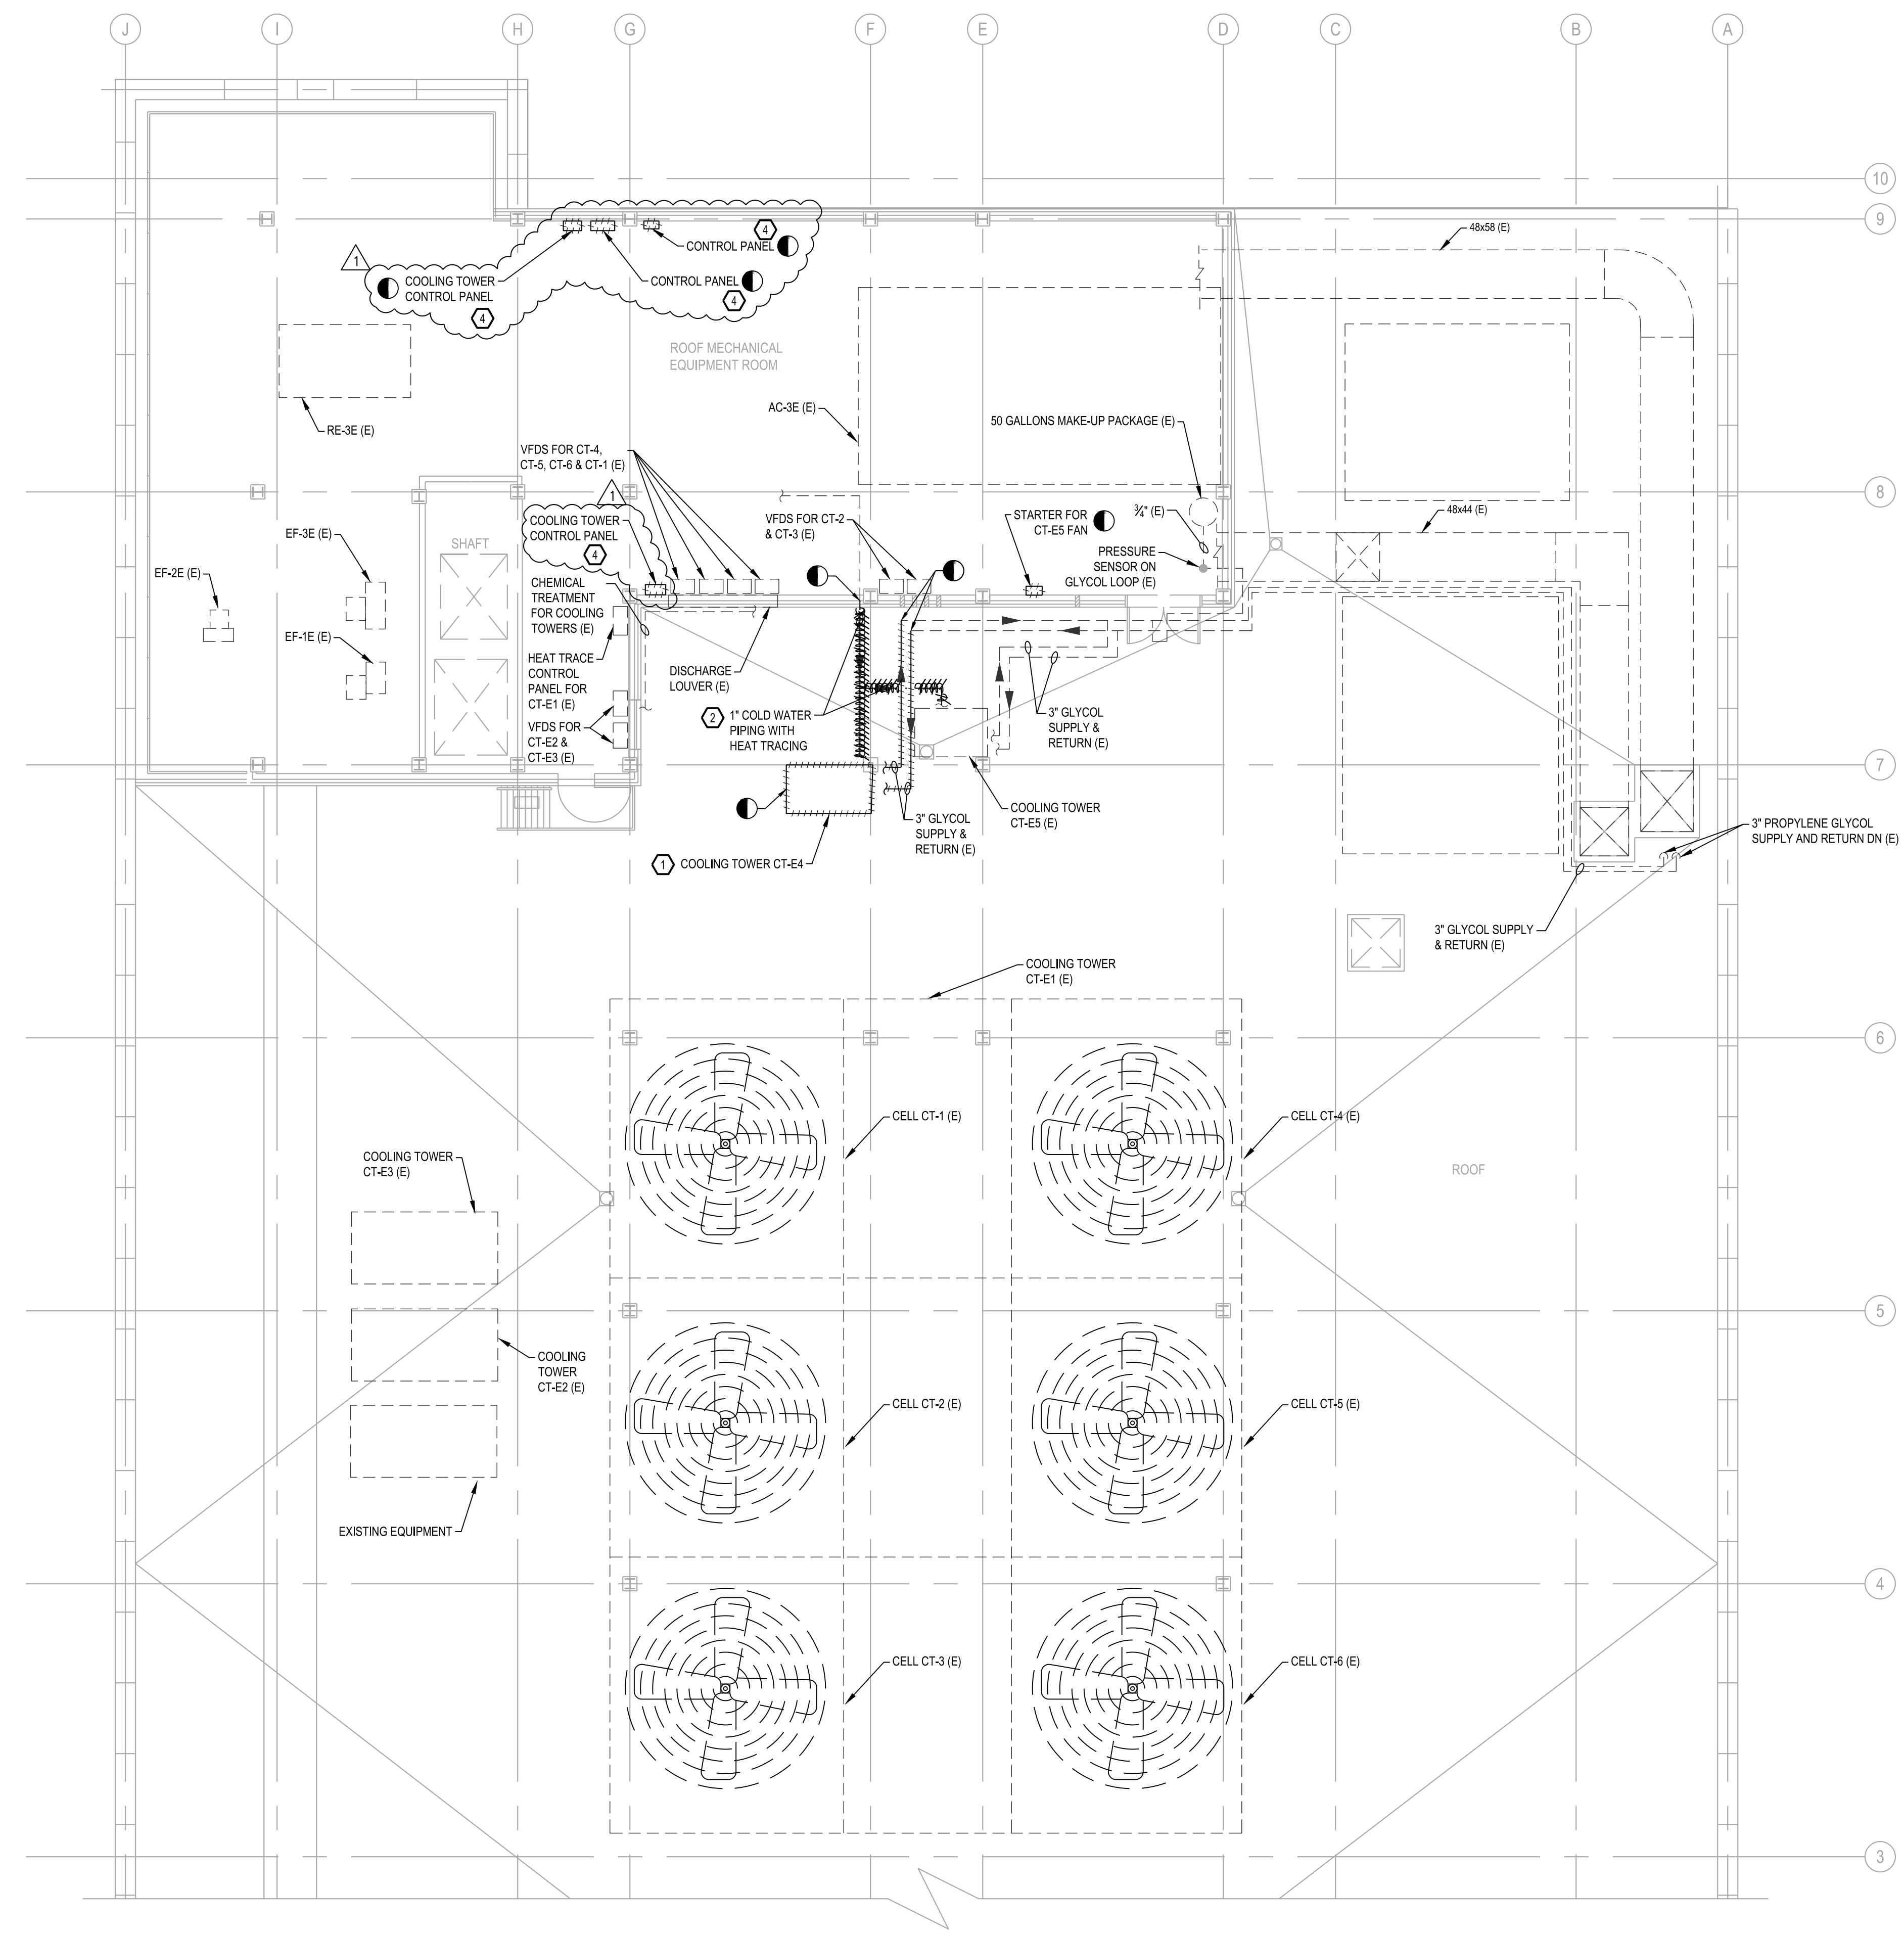 J
I
H
G
F
E
D
C
B
A
10
9
48x58 (E)
4
CONTROL PANEL
1
COOLING TOWER
CONTROL PANEL
4
CONTROL PANEL
4
ROOF MECHANICAL
EQUIPMENT ROOM
RE-3E (E)
AC-3E (E)
50 GALLONS MAKE-UP PACKAGE (E)
VFDS FOR CT-4,
CT-5, CT-6 & CT-1 (E)
8
1
COOLING TOWER
CONTROL PANEL
4
VFDS FOR CT-2
& CT-3 (E)
STARTER FOR
CT-E5 FAN
¾" (E)
48x44 (E)
EF-3E (E)
SHAFT
PRESSURE
SENSOR ON
GLYCOL LOOP (E)
EF-2E (E)
CHEMICAL
TREATMENT
FOR COOLING
TOWERS (E)
EF-1E (E)
HEAT TRACE
CONTROL
PANEL FOR
CT-E1 (E)
DISCHARGE
LOUVER (E)
2
1" COLD WATER
PIPING WITH
HEAT TRACING
3" GLYCOL
SUPPLY &
RETURN (E)
VFDS FOR
CT-E2 &
CT-E3 (E)
7
COOLING TOWER
CT-E5 (E)
3" GLYCOL
SUPPLY &
RETURN (E)
3" PROPYLENE GLYCOL
SUPPLY AND RETURN DN (E)
1
COOLING TOWER CT-E4
3" GLYCOL SUPPLY
& RETURN (E)
COOLING TOWER
CT-E1 (E)
6
CELL CT-1 (E)
CELL CT-4 (E)
COOLING TOWER
CT-E3 (E)
ROOF
5
COOLING
TOWER
CT-E2 (E)
CELL CT-2 (E)
CELL CT-5 (E)
EXISTING EQUIPMENT
4
CELL CT-3 (E)
CELL CT-6 (E)
3